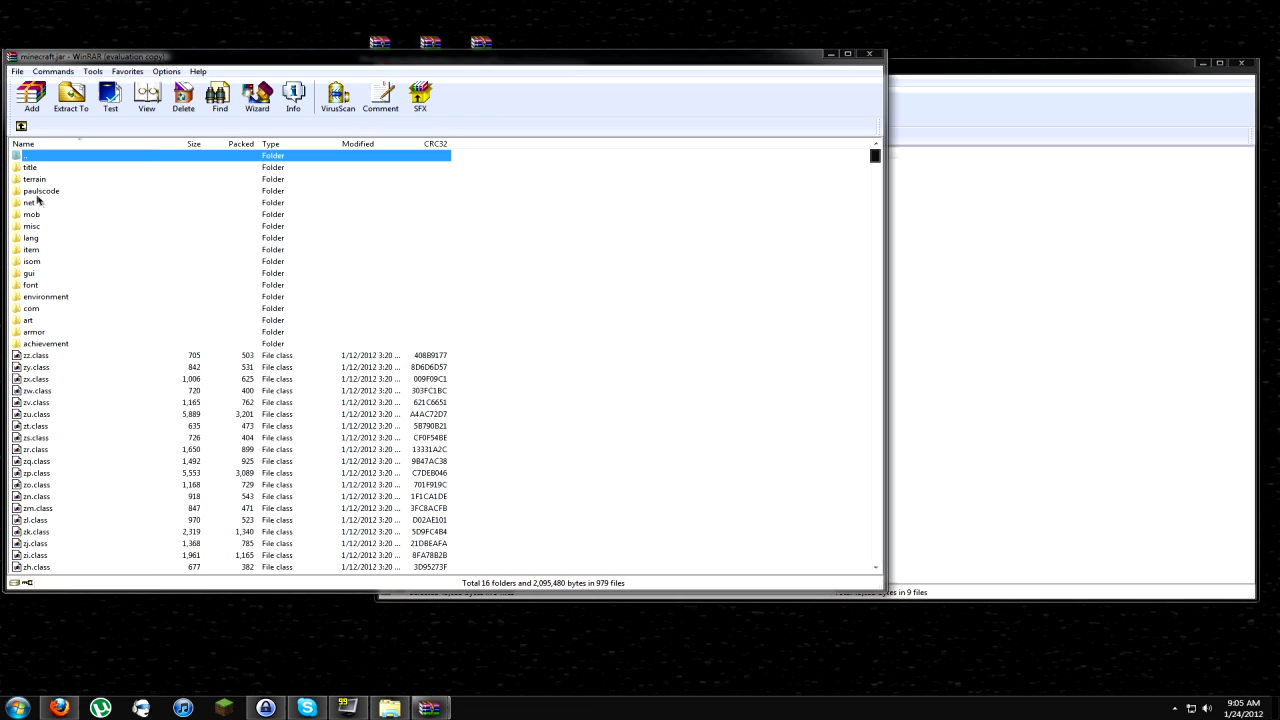 minecraft.jar - WinRAR (evaluation copy)
File Commands Tools Favorites Options Help
Add Extract To Test View Delete Find Wizard Info VirusScan Comment SFX
Name Size Packed Type Modified CRC32
.. Folder
title Folder
terrain Folder
paulscode Folder
net Folder
mob Folder
misc Folder
lang Folder
item Folder
isom Folder
gui Folder
font Folder
environment Folder
com Folder
art Folder
armor Folder
achievement Folder
zz.class 705 503 File class 1/12/2012 3:20 ... 408B9177
zy.class 842 531 File class 1/12/2012 3:20 ... 8D6D6D57
zx.class 1,006 625 File class 1/12/2012 3:20 ... 009F09C1
zw.class 720 400 File class 1/12/2012 3:20 ... 303FC1BC
zv.class 1,165 762 File class 1/12/2012 3:20 ... 621C6651
zu.class 5,889 3,201 File class 1/12/2012 3:20 ... A4AC72D7
zt.class 635 473 File class 1/12/2012 3:20 ... 5B790B21
zs.class 726 404 File class 1/12/2012 3:20 ... CF0F54BE
zr.class 1,650 899 File class 1/12/2012 3:20 ... 13331A2C
zq.class 1,492 925 File class 1/12/2012 3:20 ... 9B47AC38
zp.class 5,553 3,089 File class 1/12/2012 3:20 ... C7DEB046
zo.class 1,168 729 File class 1/12/2012 3:20 ... 701F919C
zn.class 918 543 File class 1/12/2012 3:20 ... 1F1CA1DE
zm.class 847 471 File class 1/12/2012 3:20 ... 3FC8ACFB
zl.class 970 523 File class 1/12/2012 3:20 ... D02AE101
zk.class 2,319 1,340 File class 1/12/2012 3:20 ... 5D9FC4B4
zj.class 1,368 785 File class 1/12/2012 3:20 ... 21DBEAFA
zi.class 1,961 1,165 File class 1/12/2012 3:20 ... 8FA78B2B
zh.class 677 382 File class 1/12/2012 3:20 ... 3D95273F
Total 16 folders and 2,095,480 bytes in 979 files
bytes in 9 files
99
9:05 AM
1/24/2012